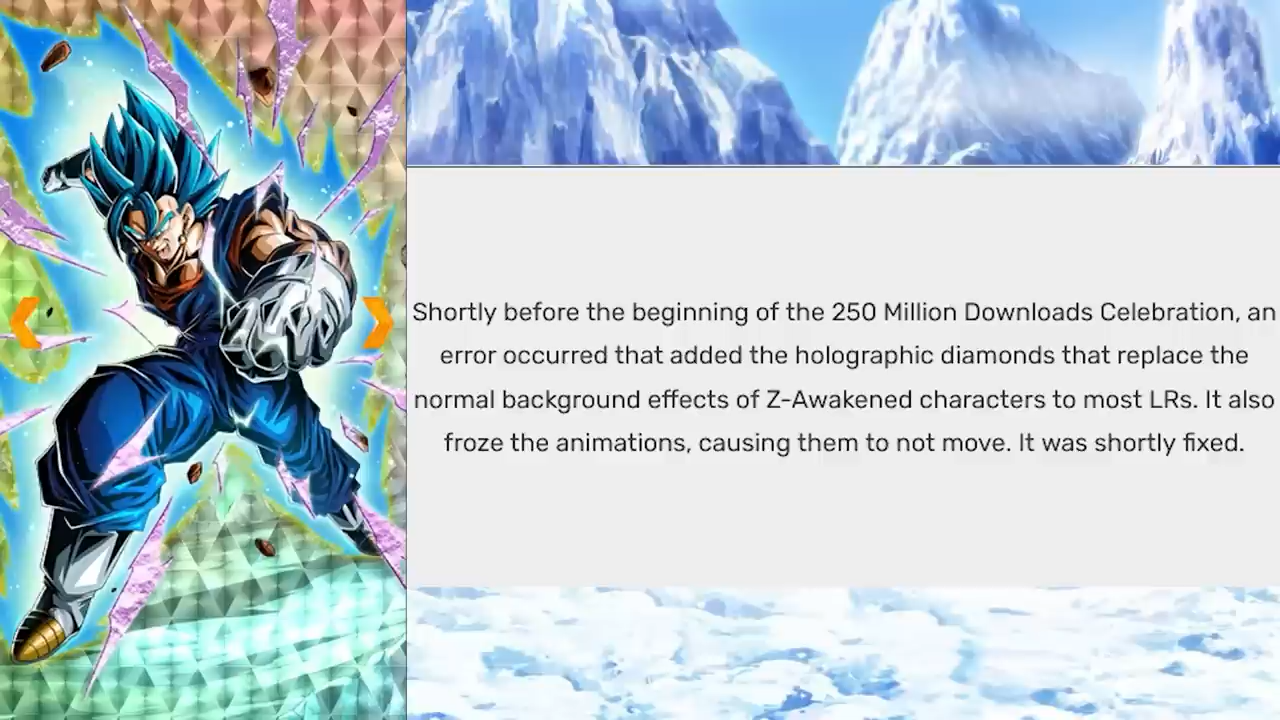 Shortly before the beginning of the 250 Million Downloads Celebration, an
error occurred that added the holographic diamonds that replace the
normal background effects of Z-Awakened characters to most LRs. It also
froze the animations, causing them to not move. It was shortly fixed.